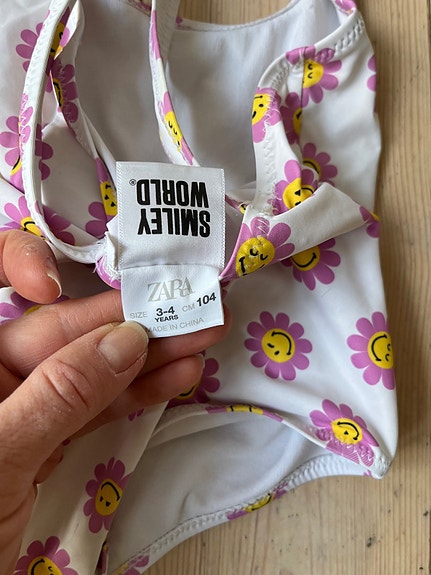 SMILEY
WORLD®
ZARA
SIZE 3-4 YEARS CM 104
MADE IN CHINA